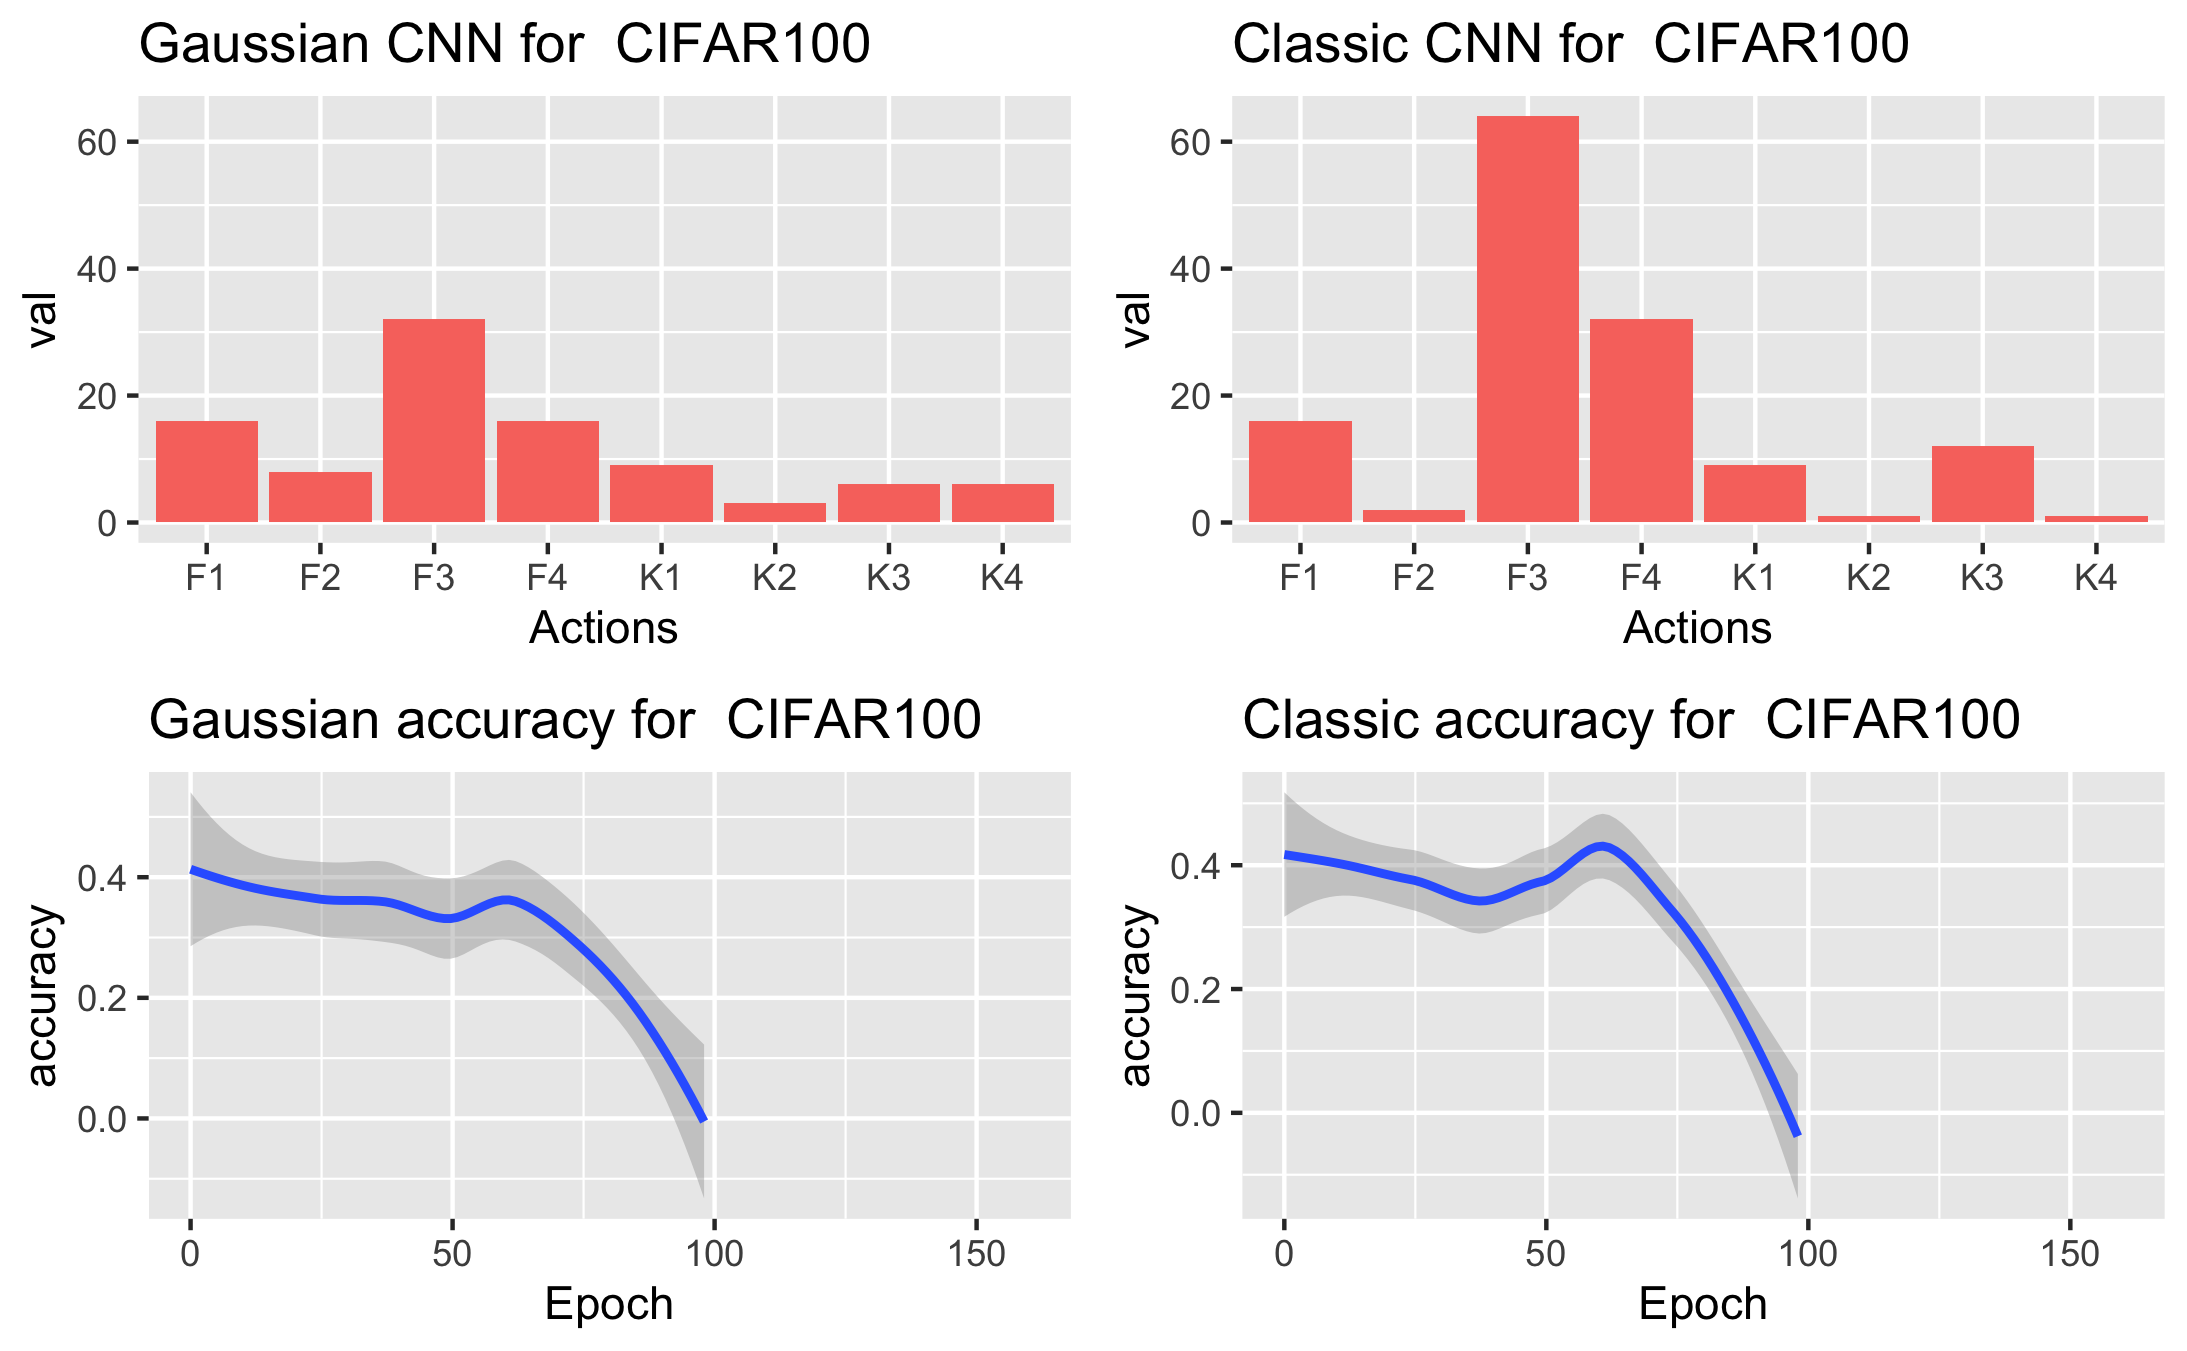 Gaussian CNN for  CIFAR100
60
40
20
0
val
F1 F2 F3 F4 K1 K2 K3 K4
Actions
Classic CNN for  CIFAR100
60
40
20
0
val
F1 F2 F3 F4 K1 K2 K3 K4
Actions
Gaussian accuracy for  CIFAR100
0.4
0.2
0.0
accuracy
0 50 100 150
Epoch
Classic accuracy for  CIFAR100
0.4
0.2
0.0
accuracy
0 50 100 150
Epoch